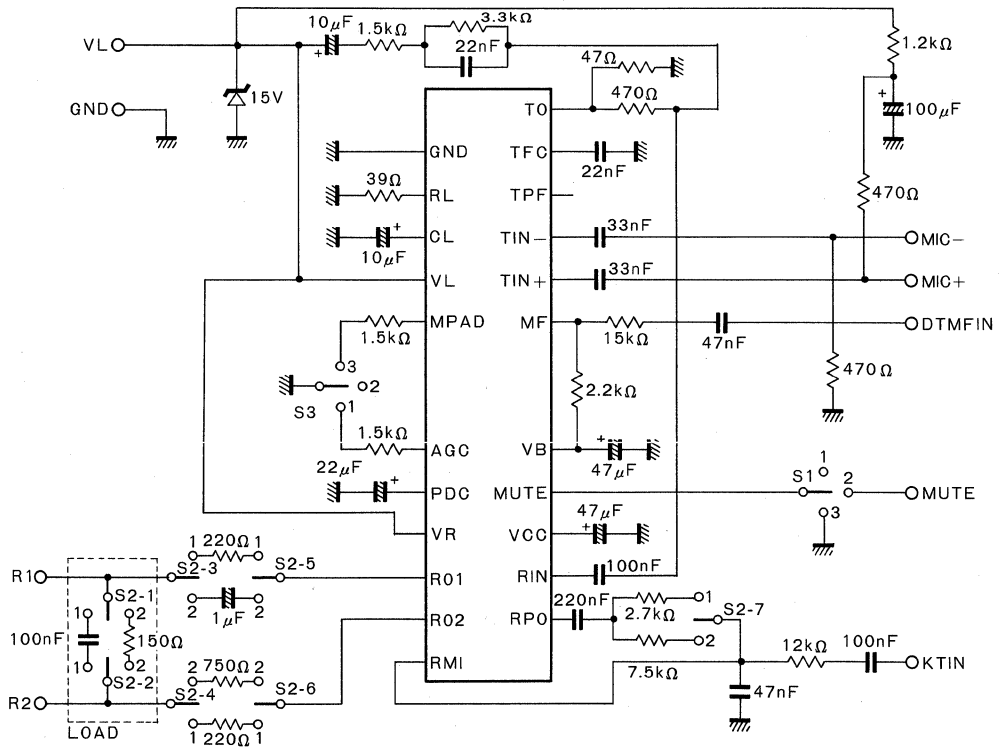 10µF
1.5kΩ
3.3kΩ
22nF
VL
+
1.2kΩ
15V
47Ω
470Ω
+
100µF
GND
TO
GND
TFC
22nF
39Ω
RL
TPF
470Ω
+
CL
10µF
TIN−
33nF
MIC−
VL
TIN+
33nF
MIC+
MPAD
1.5kΩ
MF
15kΩ
47nF
DTMFIN
3
2
S3
1
2.2kΩ
470Ω
1.5kΩ
AGC
VB
+
47µF
22µF
+
PDC
MUTE
S1
1
2
3
MUTE
VR
VCC
+
47µF
1
220Ω
1
R1
S2-3
S2-5
RO1
RIN
100nF
S2-1
1
2
2
1µF
2
100nF
150Ω
1
2
S2-2
RO2
RPO
220nF
2.7kΩ
1
S2-7
2
7.5kΩ
RMI
12kΩ
100nF
KTIN
2
750Ω
2
R2
S2-4
S2-6
47nF
1
220Ω
1
LOAD